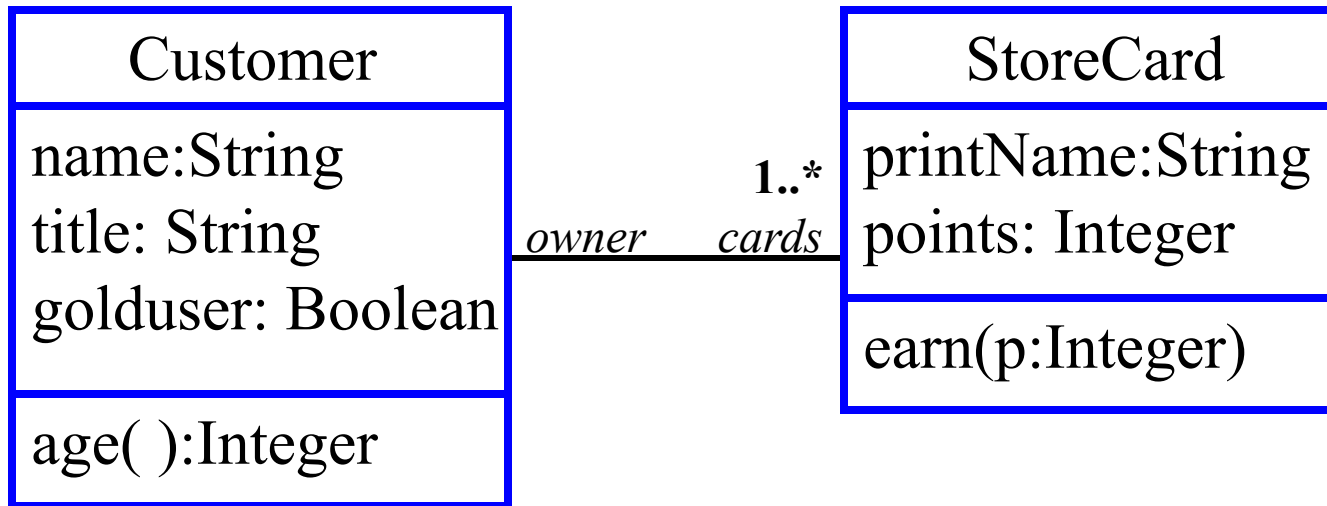 Customer
name:String
title: String
golduser: Boolean
age( ):Integer
owner
1..*
cards
StoreCard
printName:String
points: Integer
earn(p:Integer)